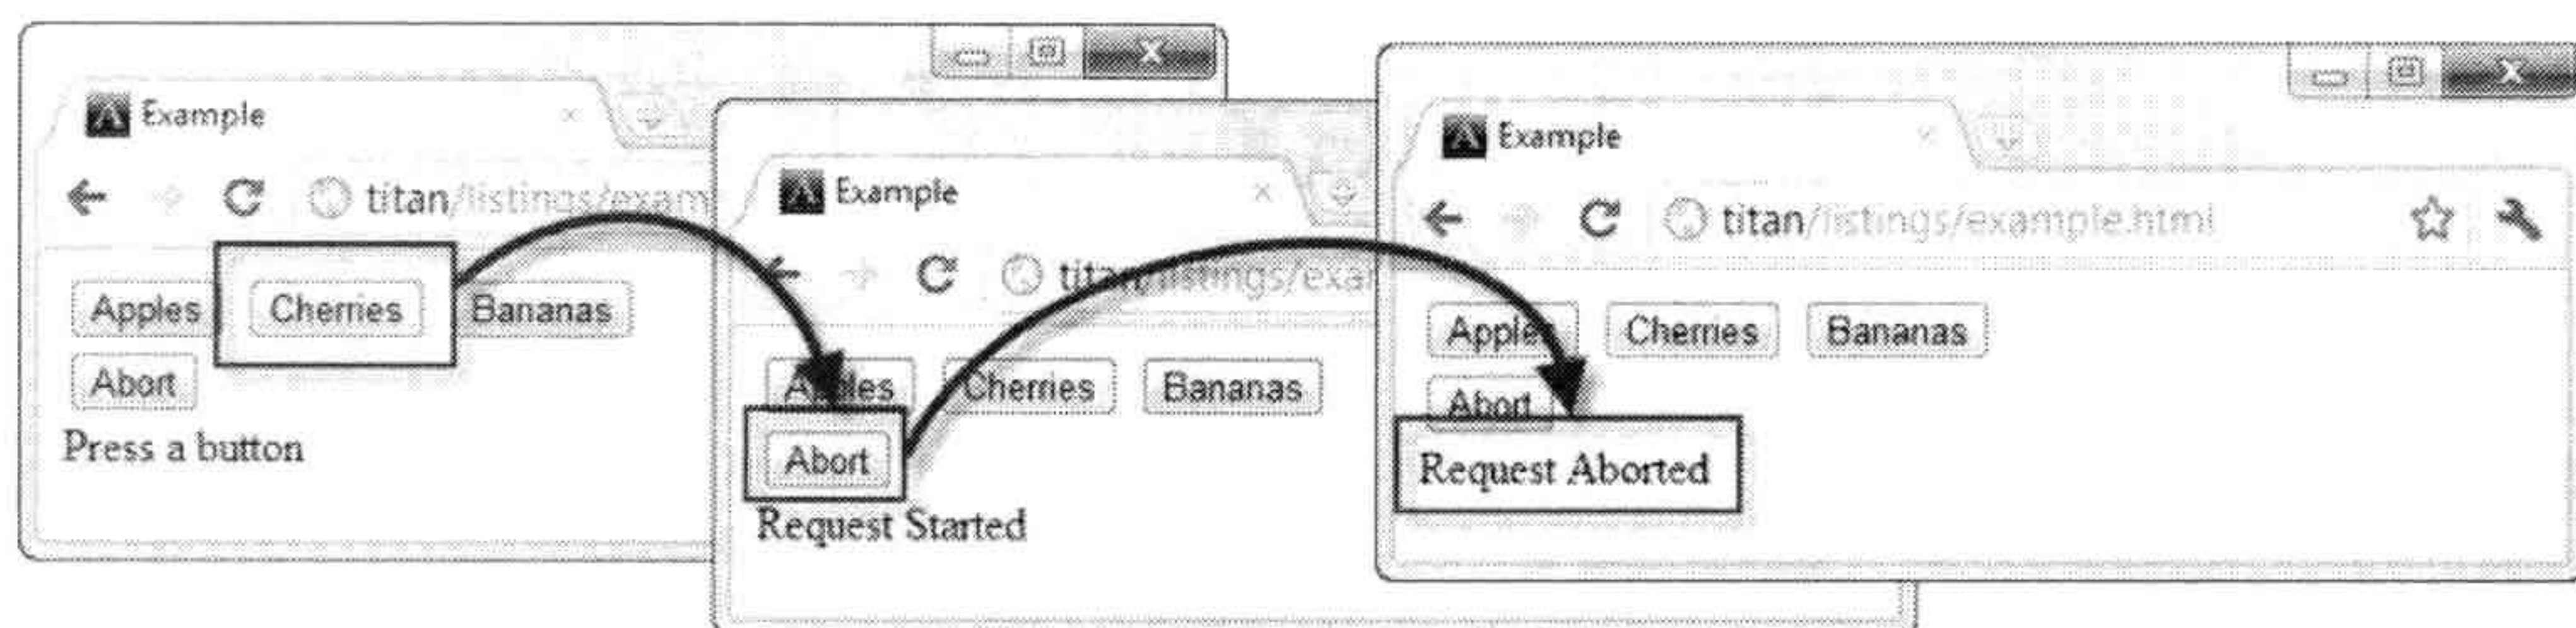 Example
titan/listings/exam
Apples Cherries Bananas
Abort
Press a button
Example
titan/listings/exa
Apples Cherries Bananas
Abort
Request Started
Example
titan/listings/example.html
Apples Cherries Bananas
Abort
Request Aborted